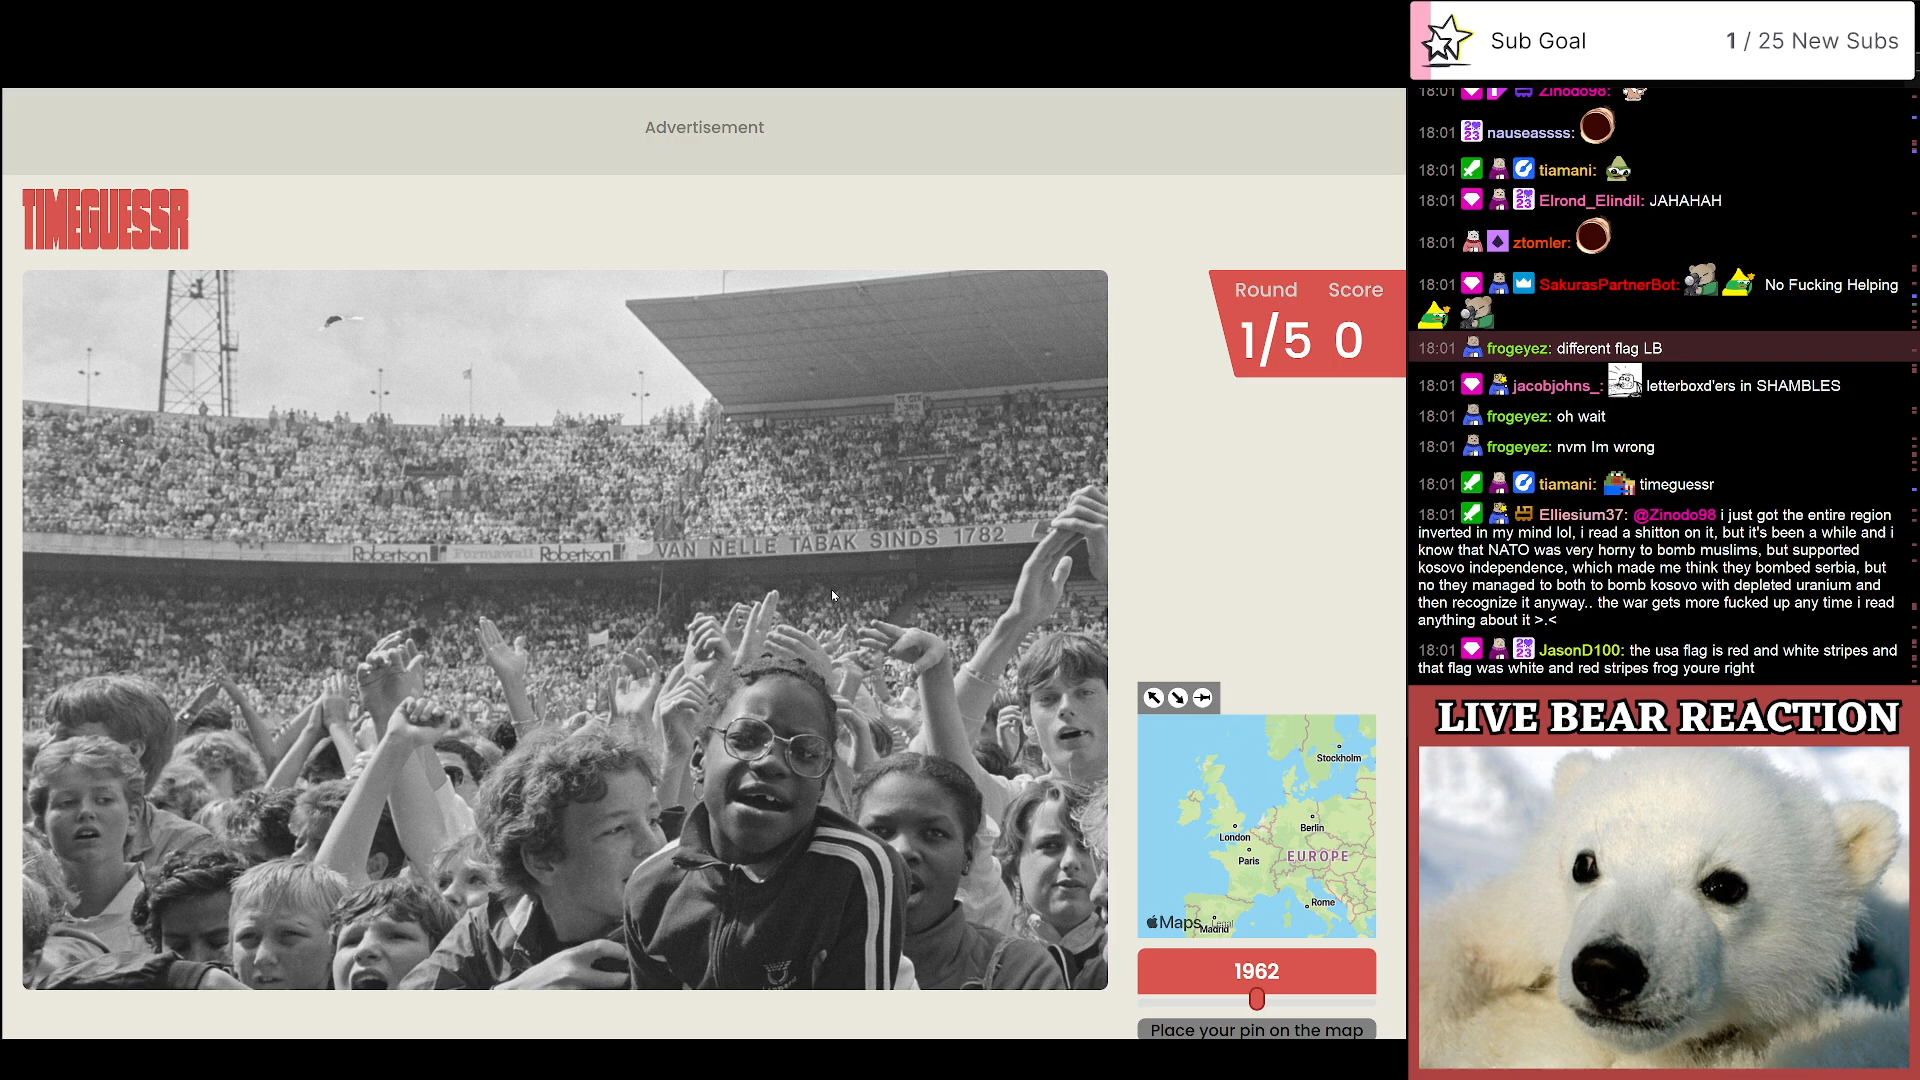 Sub Goal
1 / 25 New Subs
Advertisement
TIMEGUESSR
Round
Score
1/5
0
Robertson
Formawall
Robertson
VAN NELLE TABAK SINDS 1782
Stockholm
London
Berlin
Paris
EUROPE
Rome
Maps
Legal
Madrid
1962
Place your pin on the map
18:01 Zinodo98:
18:01 nauseassss:
18:01 tiamani:
18:01 Elrond_Elindil: JAHAHAH
18:01 ztomler:
18:01 SakurasPartnerBot: No Fucking Helping
18:01 frogeyez: different flag LB
18:01 jacobjohns_: letterboxd'ers in SHAMBLES
18:01 frogeyez: oh wait
18:01 frogeyez: nvm Im wrong
18:01 tiamani: timeguessr
18:01 Elliesium37: @Zinodo98 i just got the entire region
inverted in my mind lol, i read a shitton on it, but it's been a while and i
know that NATO was very horny to bomb muslims, but supported
kosovo independence, which made me think they bombed serbia, but
no they managed to both to bomb kosovo with depleted uranium and
then recognize it anyway.. the war gets more fucked up any time i read
anything about it >.<
18:01 JasonD100: the usa flag is red and white stripes and
that flag was white and red stripes frog youre right
LIVE BEAR REACTION